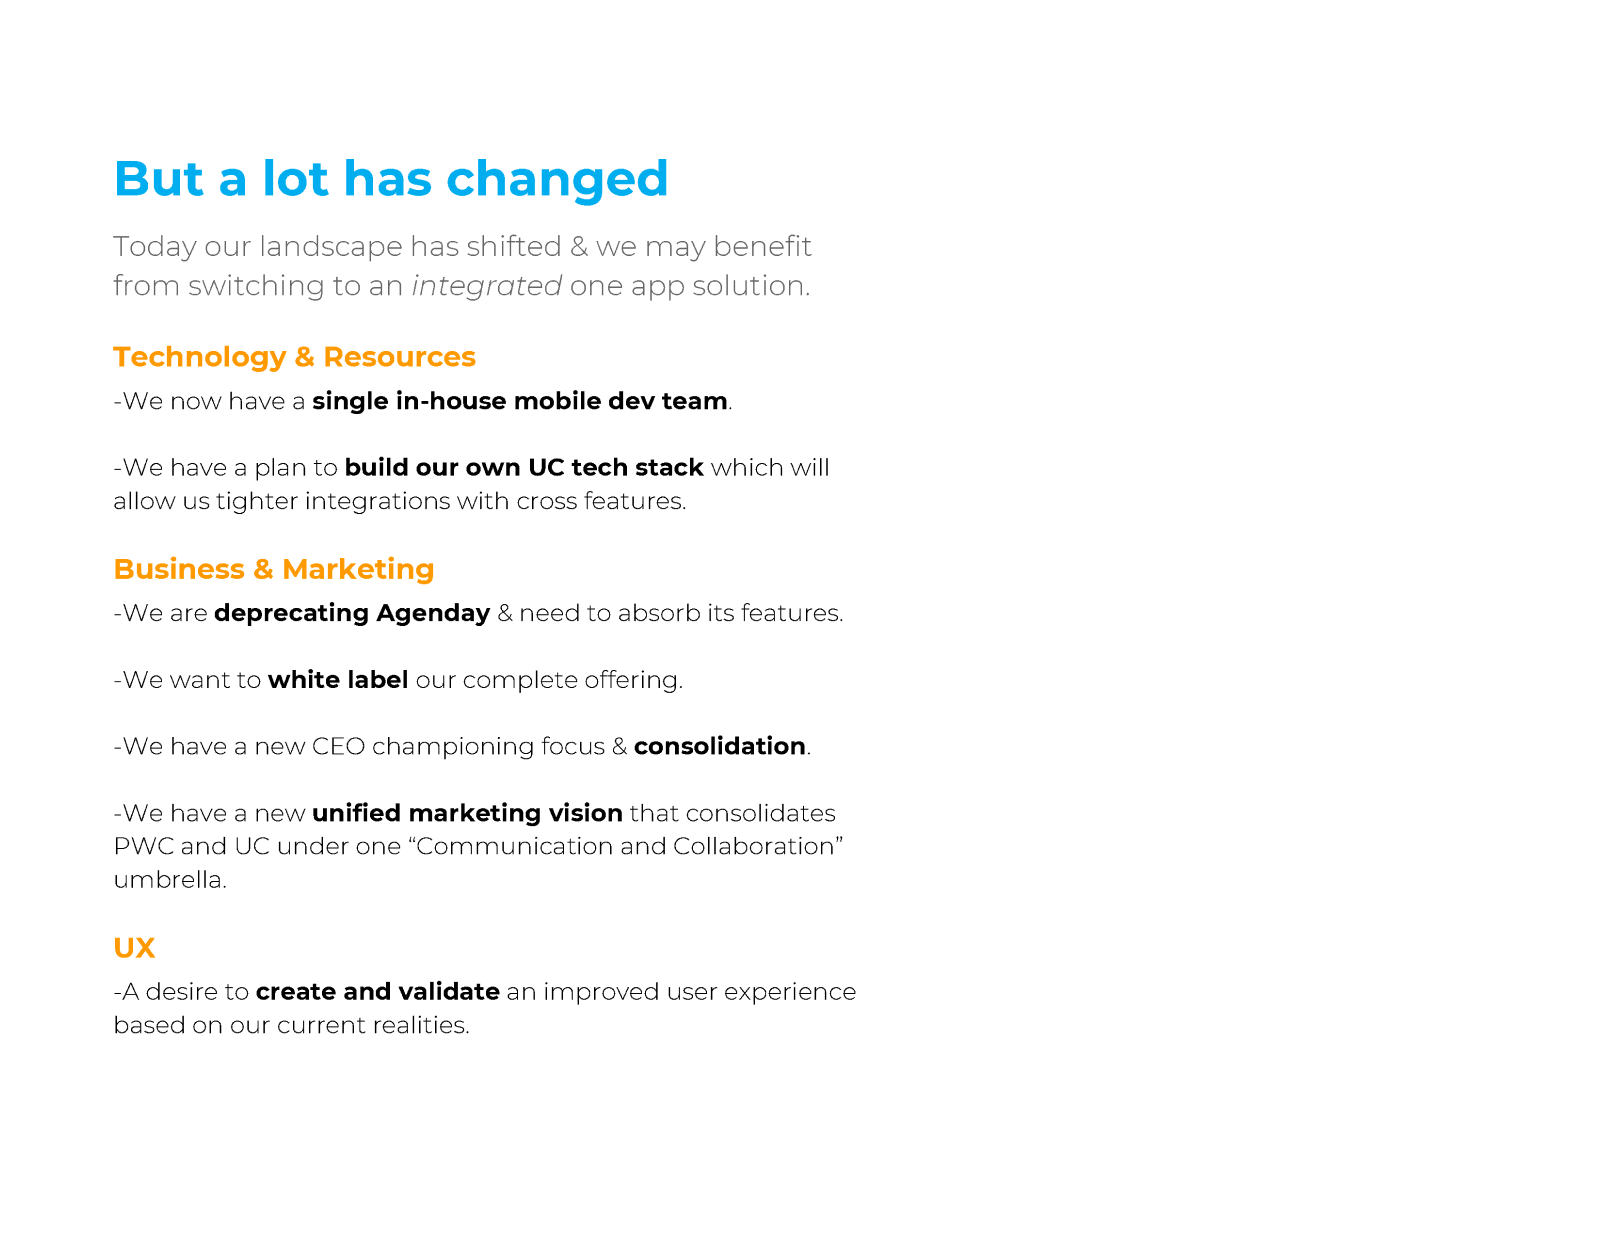 But a lot has changed
Today our landscape has shifted & we may benefit
from switching to an integrated one app solution.
Technology & Resources
-We now have a single in-house mobile dev team.
-We have a plan to build our own UC tech stack which will
allow us tighter integrations with cross features.
Business & Marketing
-We are deprecating Agenday & need to absorb its features.
-We want to white label our complete offering.
-We have a new CEO championing focus & consolidation.
-We have a new unified marketing vision that consolidates
PWC and UC under one “Communication and Collaboration”
umbrella.
UX
-A desire to create and validate an improved user experience
based on our current realities.